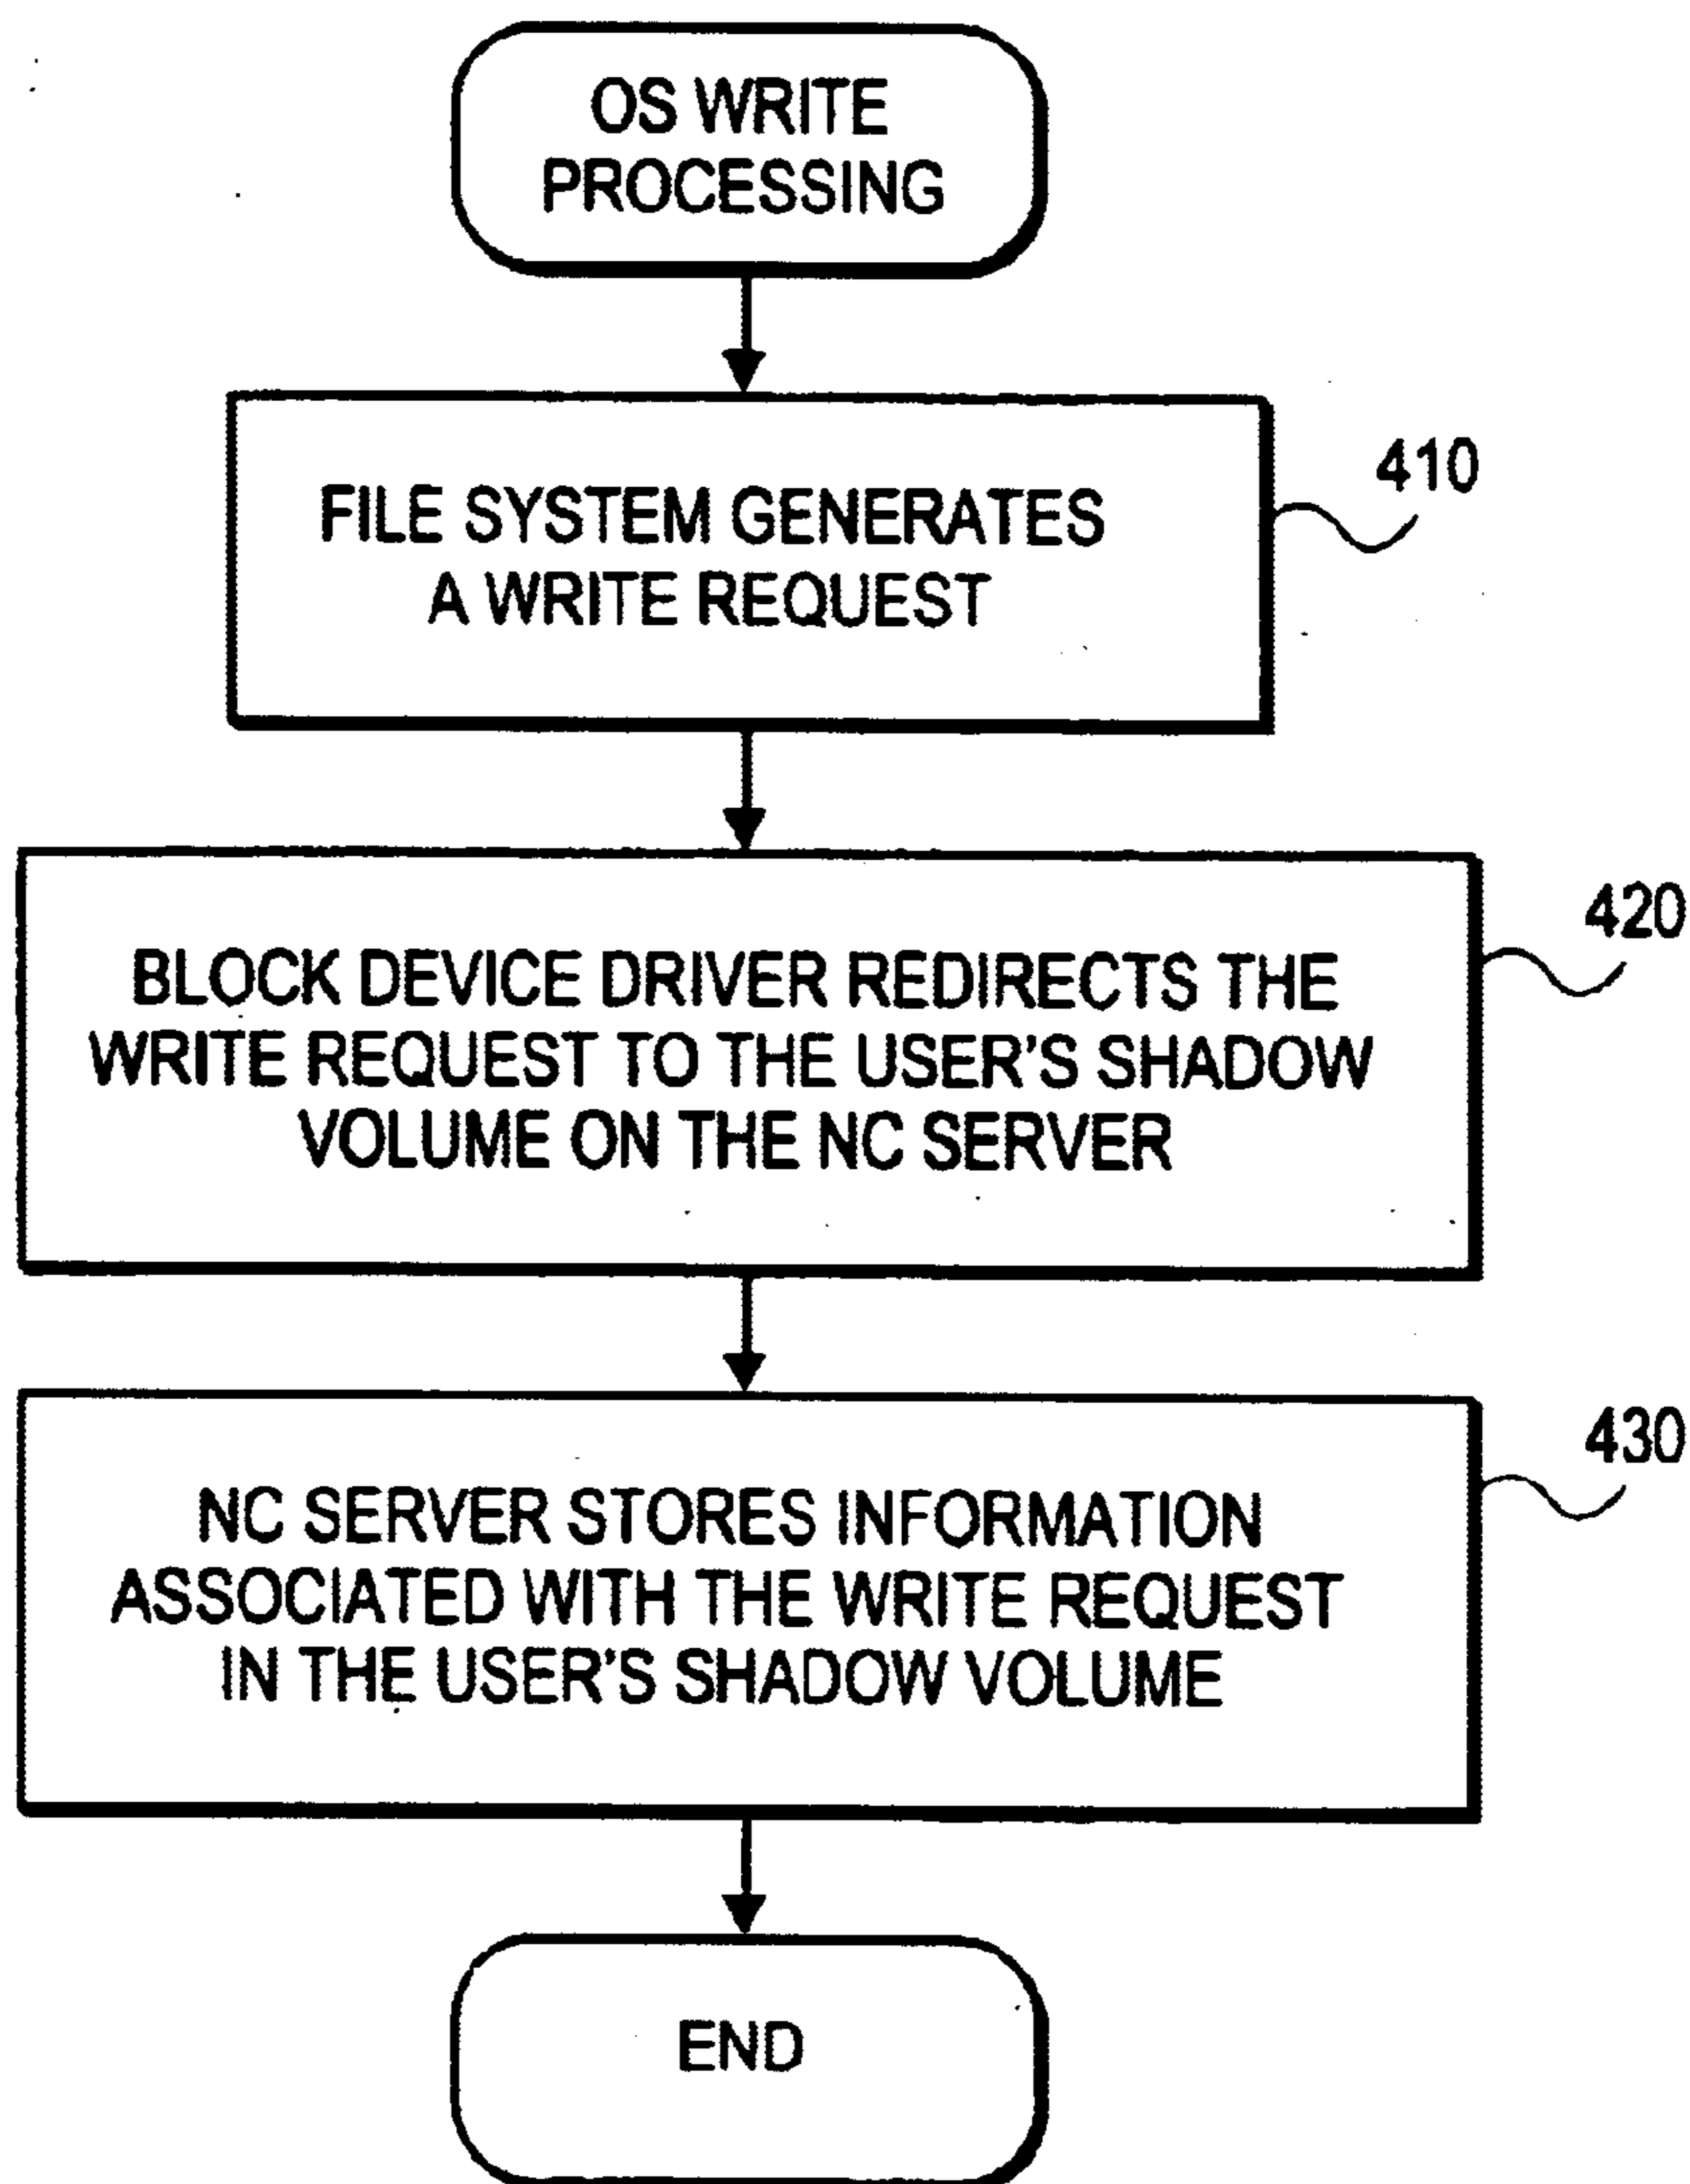 OS WRITE
PROCESSING
FILE SYSTEM GENERATES
A WRITE REQUEST
410
BLOCK DEVICE DRIVER REDIRECTS THE
WRITE REQUEST TO THE USER'S SHADOW
VOLUME ON THE NC SERVER
420
NC SERVER STORES INFORMATION
ASSOCIATED WITH THE WRITE REQUEST
IN THE USER'S SHADOW VOLUME
430
END